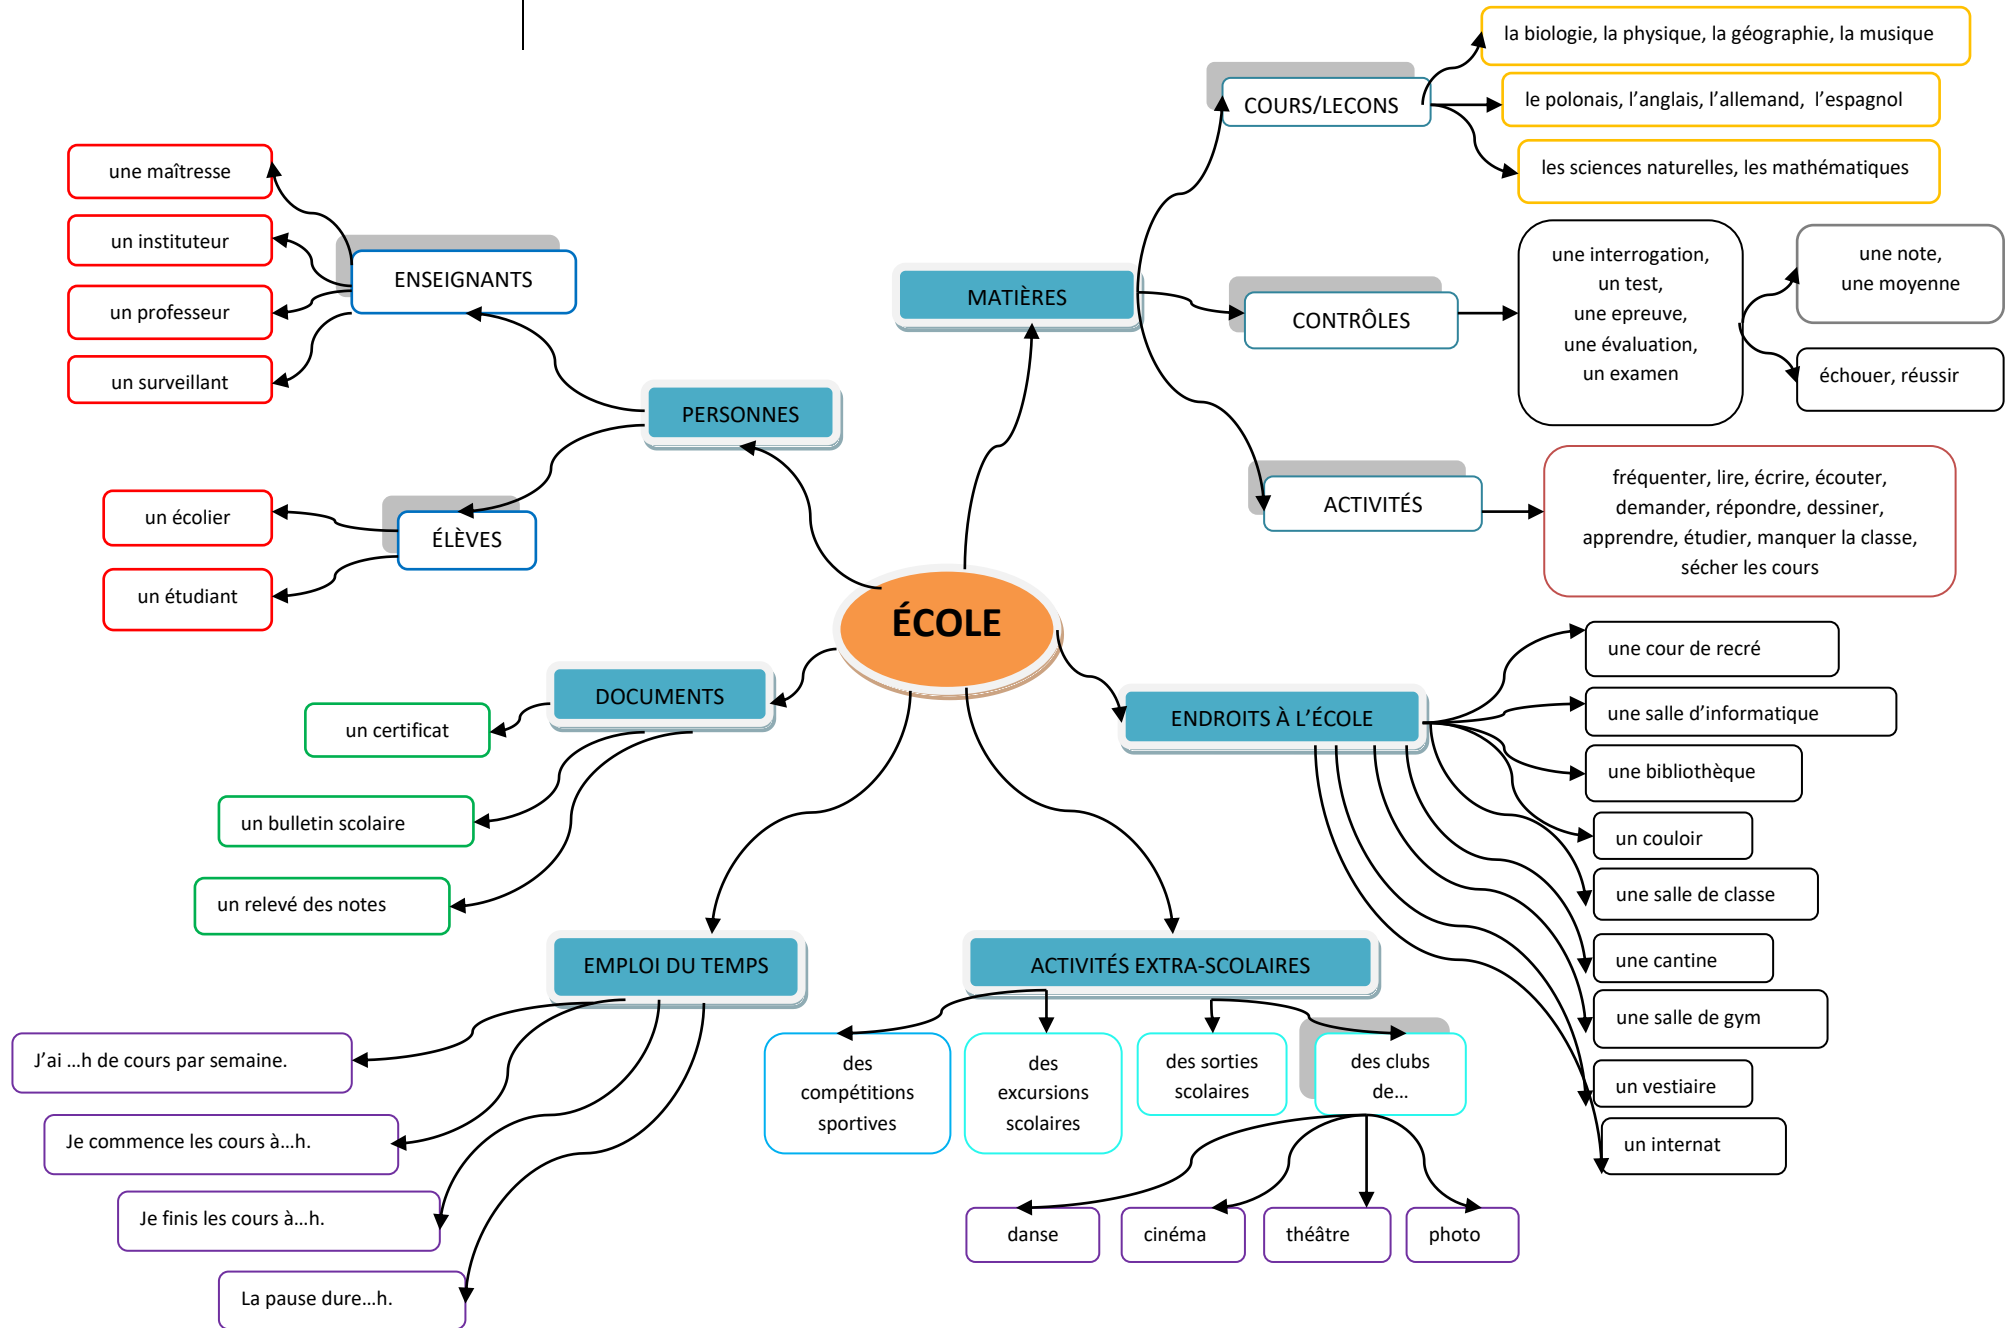 la biologie, la physique, la géographie, la musique
COURS/LEÇONS
le polonais, l'anglais, l'allemand,  l'espagnol
les sciences naturelles, les mathématiques
une maîtresse
un instituteur
un professeur
un surveillant
ENSEIGNANTS
MATIÈRES
CONTRÔLES
une interrogation,
un test,
une epreuve,
une évaluation,
un examen
une note,
une moyenne
échouer, réussir
PERSONNES
un écolier
un étudiant
ÉLÈVES
ACTIVITÉS
fréquenter, lire, écrire, écouter,
demander, répondre, dessiner,
apprendre, étudier, manquer la classe,
sécher les cours
ÉCOLE
DOCUMENTS
un certificat
un bulletin scolaire
un relevé des notes
ENDROITS À L'ÉCOLE
une cour de recré
une salle d'informatique
une bibliothèque
un couloir
une salle de classe
une cantine
une salle de gym
un vestiaire
un internat
EMPLOI DU TEMPS
J'ai …h de cours par semaine.
Je commence les cours à…h.
Je finis les cours à…h.
La pause dure…h.
ACTIVITÉS EXTRA-SCOLAIRES
des
compétitions
sportives
des
excursions
scolaires
des sorties
scolaires
des clubs
de…
danse
cinéma
théâtre
photo